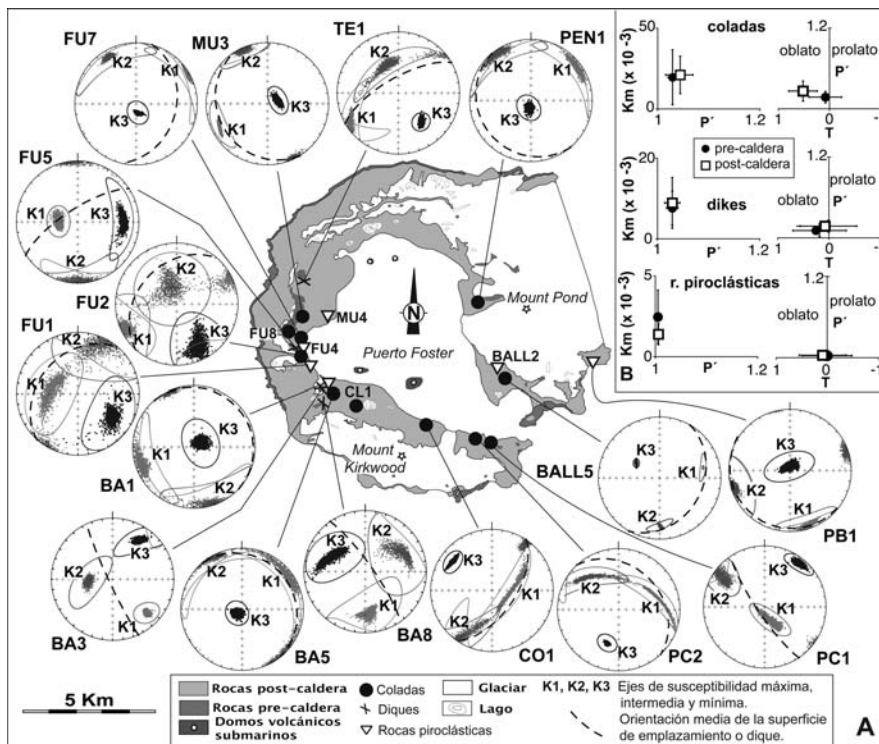 FU7
MU3
TE1
PEN1
K2
K1
K3
K2
K1
K3
K2
K1
K3
K2
K1
K3
FU5
K1
K3
K2
FU2
K2
K1
K3
FU1
K2
K1
K3
BA1
K3
K1
K2
BA3
K3
K2
K1
BA5
K2
K1
K3
BA8
K3
K2
K1
CO1
K3
K1
K2
PC2
K2
K1
K3
PC1
K3
K2
K1
BALL5
K3
K1
K2
PB1
K3
K2
K1
N
Mount Pond
Puerto Foster
Mount
Kirkwood
MU4
FU8
FU4
CL1
BALL2
50
Km (x 10 -3)
0
1
P´
1.2
coladas
1.2
oblato
prolato
P´
1
0
T
-1
pre-caldera
post-caldera
20
Km (x 10 -3)
0
1
P´
1.2
dikes
1.2
oblato
prolato
P´
1
0
T
-1
5
Km (x 10 -3)
0
1
P´
1.2
r. piroclásticas
1.2
oblato
prolato
P´
1
0
T
-1
B
5 Km
Rocas post-caldera
Rocas pre-caldera
Domos volcánicos
submarinos
Coladas
Diques
Rocas piroclásticas
Glaciar
Lago
K1, K2, K3 Ejes de susceptibilidad máxima,
intermedia y mínima.
Orientación media de la superficie
de emplazamiento o dique.
A